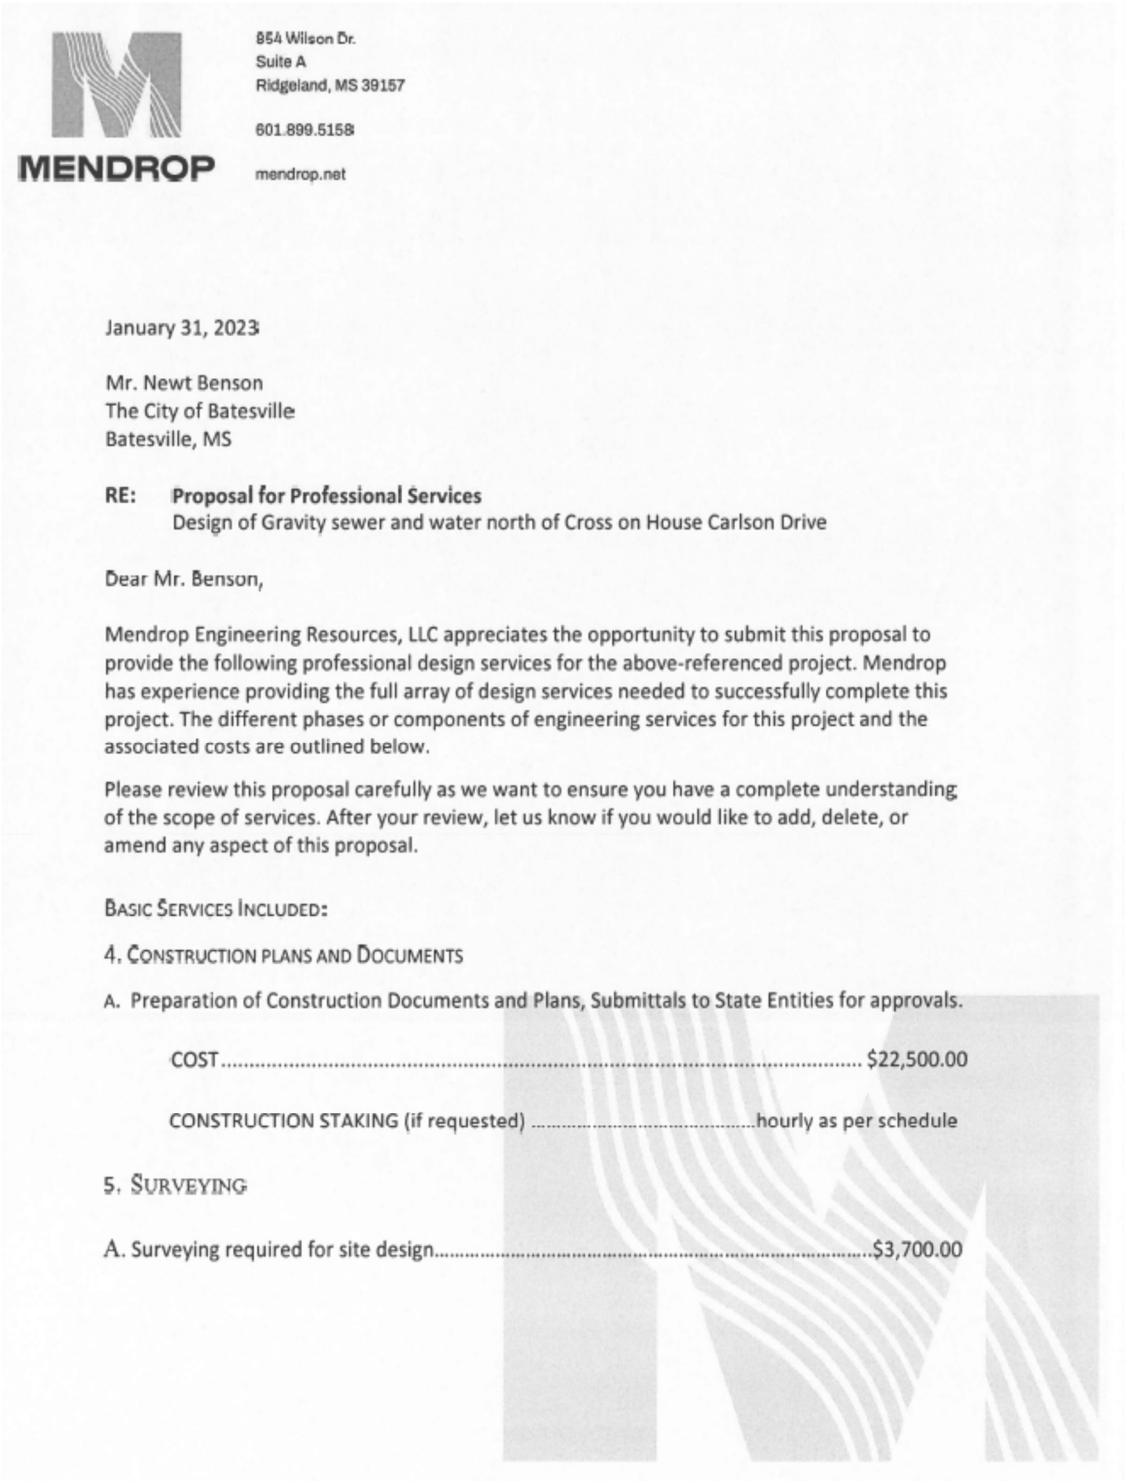 854 Wilson Dr.
Suite A
Ridgeland, MS 39157
601.899.5158
mendrop.net
MENDROP
January 31, 2023
Mr. Newt Benson
The City of Batesville
Batesville, MS
RE: Proposal for Professional Services
Design of Gravity sewer and water north of Cross on House Carlson Drive
Dear Mr. Benson,
Mendrop Engineering Resources, LLC appreciates the opportunity to submit this proposal to
provide the following professional design services for the above-referenced project. Mendrop
has experience providing the full array of design services needed to successfully complete this
project. The different phases or components of engineering services for this project and the
associated costs are outlined below.
Please review this proposal carefully as we want to ensure you have a complete understanding
of the scope of services. After your review, let us know if you would like to add, delete, or
amend any aspect of this proposal.
BASIC SERVICES INCLUDED:
4. CONSTRUCTION PLANS AND DOCUMENTS
A. Preparation of Construction Documents and Plans, Submittals to State Entities for approvals.
COST........................................................................................................ $22,500.00
CONSTRUCTION STAKING (if requested) ....................................hourly as per schedule
5. SURVEYING
A. Surveying required for site design........................................................................$3,700.00